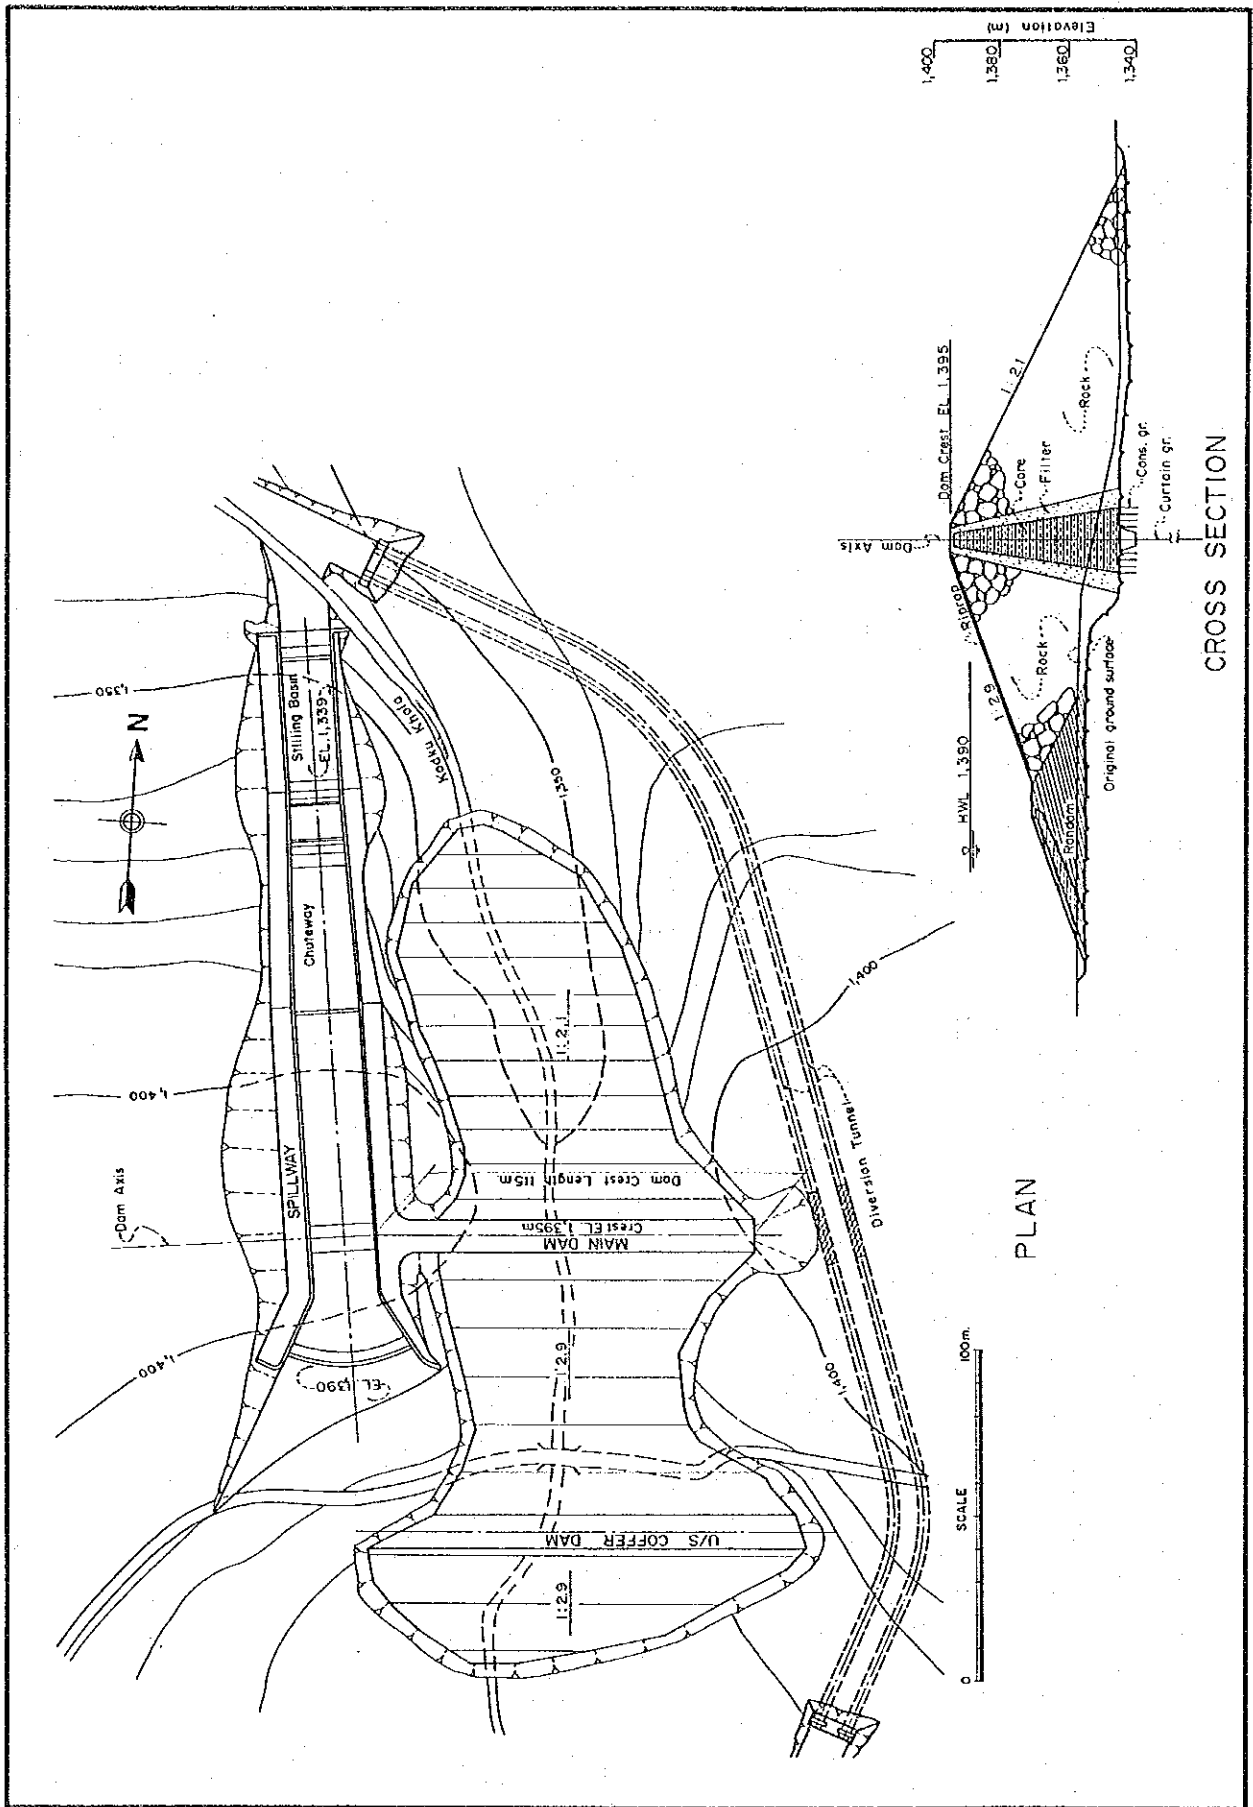 Dam Axis
SPILLWAY
Chuteway
Stilling Basin
EL. 1,339
N
1,350
1,400
1,400
EL. 1,390
Kodku Khola
1,350
1:2.1
Dam Crest Length 115m.
Crest EL. 1,395m
MAIN DAM
1:2.9
U/S COFFER DAM
1:2.9
1,400
1,400
Diversion Tunnel
SCALE
0
100m.
PLAN
Elevation (m)
1,400
1,380
1,360
1,340
Dam Crest EL. 1,395
Dam Axis
HWL 1,390
Riprap
1:2.9
1:2.1
Core
Filter
Rock
Rock
Random
Original ground surface
Cons. gr.
Curtain gr.
CROSS SECTION